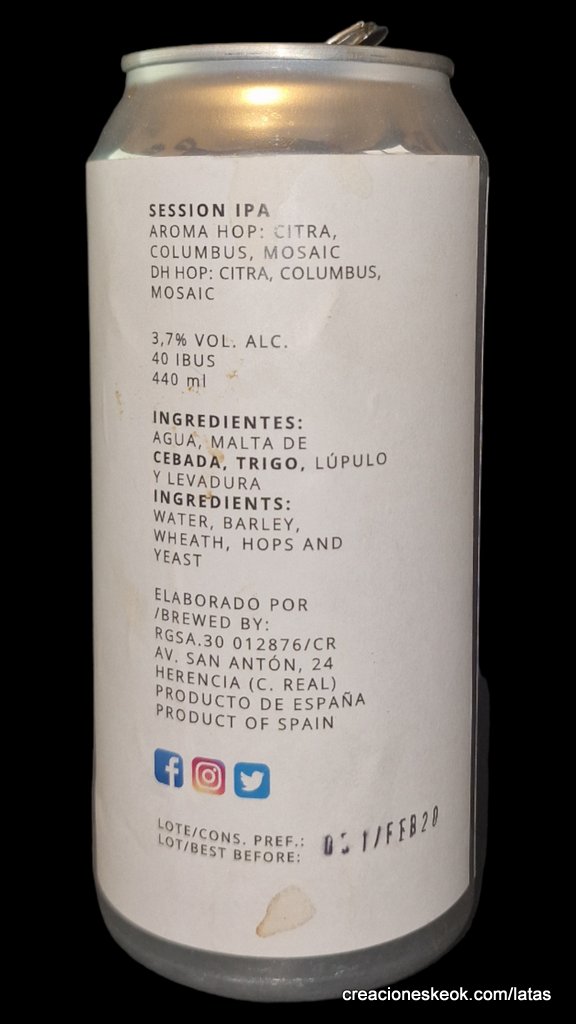 SESSION IPA
AROMA HOP: CITRA,
COLUMBUS, MOSAIC
DH HOP: CITRA, COLUMBUS,
MOSAIC
3,7% VOL. ALC.
40 IBUS
440 ml
INGREDIENTES:
AGUA, MALTA DE
CEBADA, TRIGO, LÚPULO
Y LEVADURA
INGREDIENTS:
WATER, BARLEY,
WHEATH, HOPS AND
YEAST
ELABORADO POR
/BREWED BY:
RGSA.30 012876/CR
AV. SAN ANTÓN, 24
HERENCIA (C. REAL)
PRODUCTO DE ESPAÑA
PRODUCT OF SPAIN
LOTE/CONS. PREF.:
LOT/BEST BEFORE:
/FEB20
creacioneskeok.com/latas